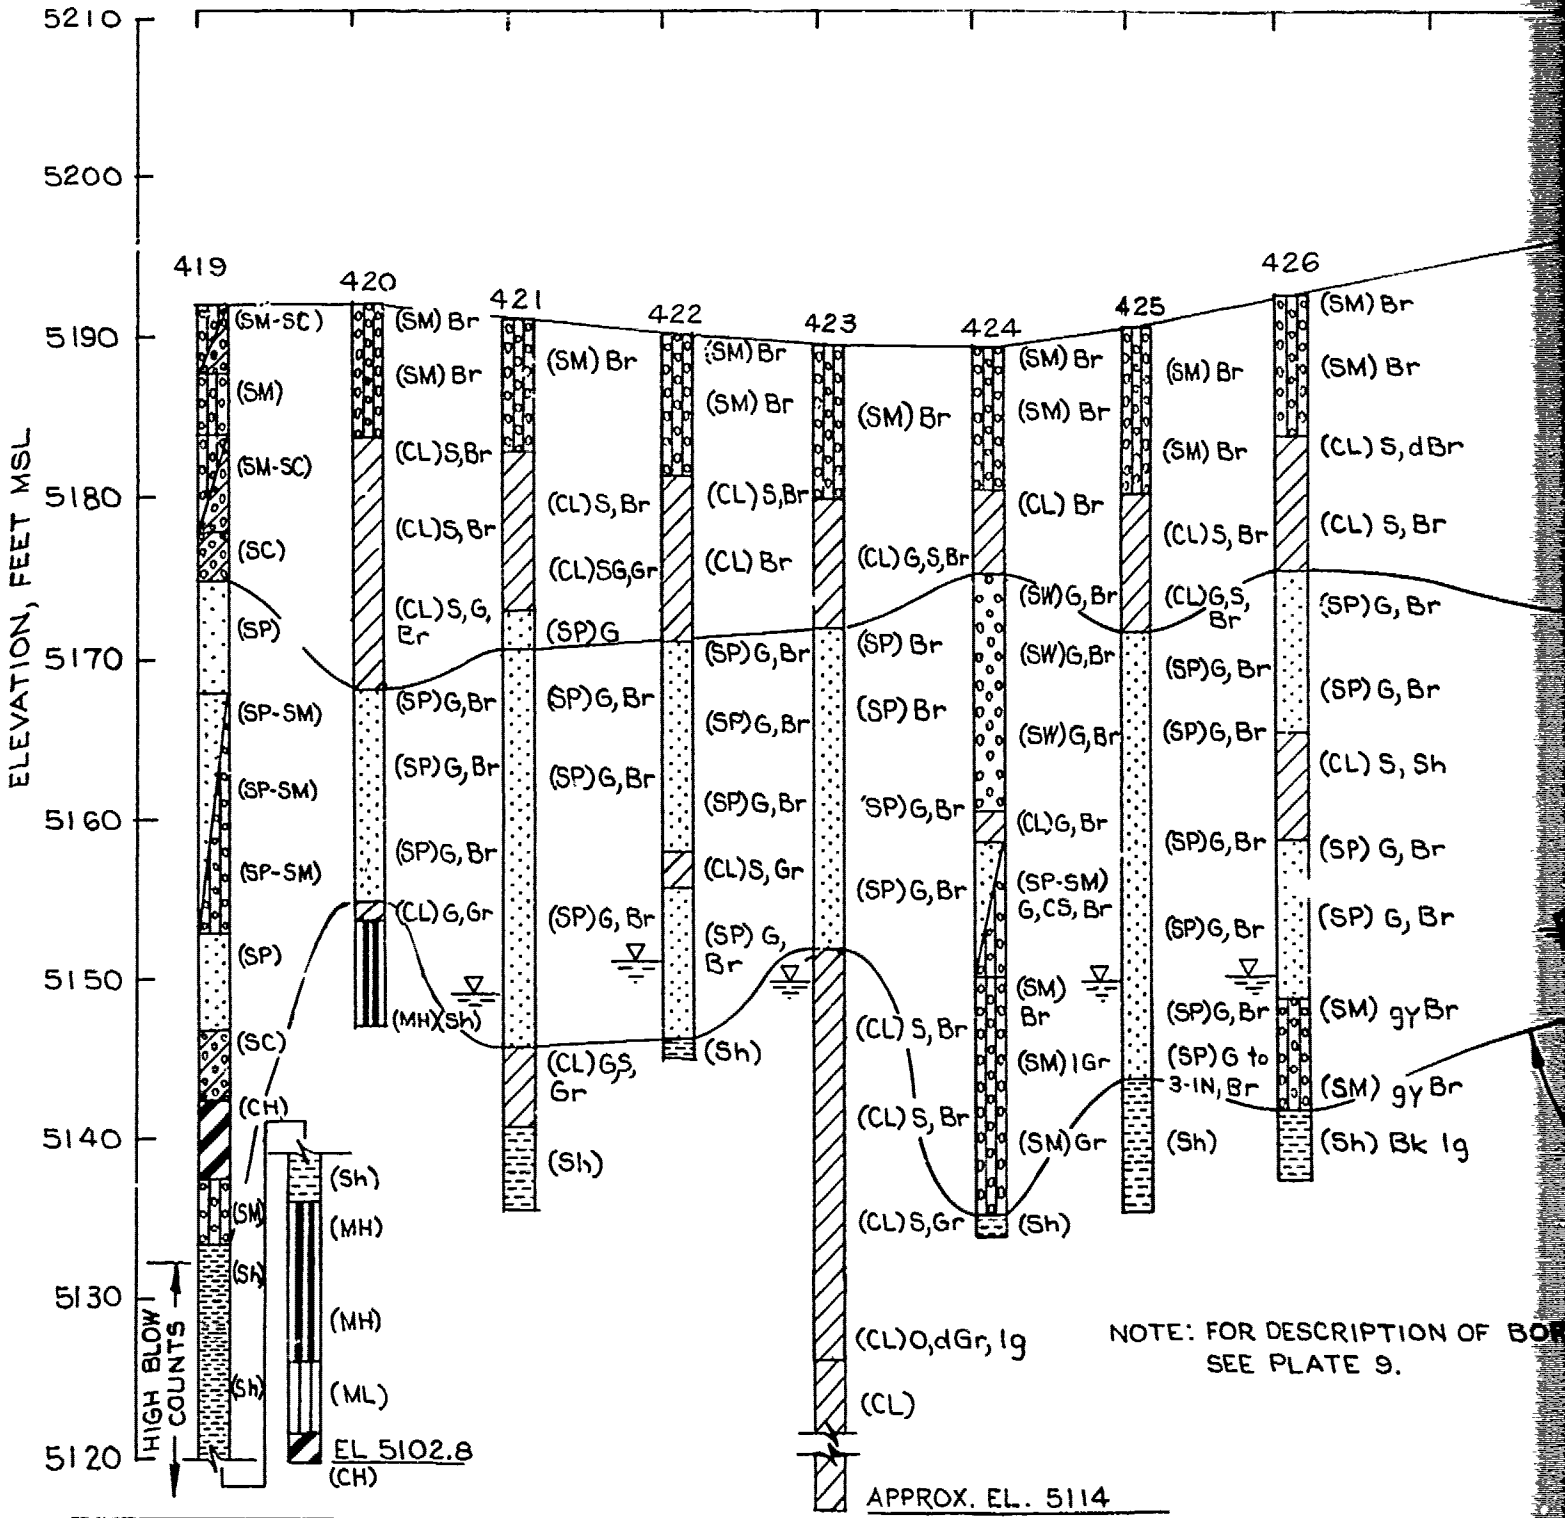 5210
5200
5190
5180
5170
5160
5150
5140
5130
5120
ELEVATION, FEET MSL
419
(SM-SC)
(SM)
(SM-SC)
(SC)
(SP)
(SP-SM)
(SP-SM)
(SP-SM)
(SP)
(SC)
(CH)
(SM)
(Sh)
(Sh)
HIGH BLOW
COUNTS
(Sh)
(MH)
(MH)
(ML)
EL 5102.8
(CH)
420
(SM) Br
(SM) Br
(CL)S,Br
(CL)S,Br
(CL)S,G,
Br
(SP)G,Br
(SP)G,Br
(SP)G,Br
(CL)G,Gr
(MH)(Sh)
421
(SM) Br
(CL)S,Br
(CL)SG,Gr
(SP)G
(SP)G,Br
(SP)G,Br
(SP)G,Br
(CL)G,S,
Gr
(Sh)
422
(SM) Br
(SM) Br
(CL)S,Br
(CL) Br
(SP)G,Br
(SP)G,Br
(SP)G,Br
(CL)S,Gr
(SP) G,
Br
(Sh)
423
(SM) Br
(CL)G,S,Br
(SP) Br
(SP) Br
(SP)G,Br
(SP)G,Br
(CL)S,Br
(CL)S,Br
(CL)S,Gr
(CL)O,dGr,lg
(CL)
APPROX. EL. 5114
424
(SM) Br
(SM) Br
(CL) Br
(SW)G,Br
(SW)G,Br
(SW)G,Br
(CL)G,Br
(SP-SM)
G,CS,Br
(SM)
Br
(SM)lGr
(SM)Gr
(Sh)
425
(SM) Br
(SM) Br
(CL)S,Br
(CL)G,S,
Br
(SP)G,Br
(SP)G,Br
(SP)G,Br
(SP)G,Br
(SP)G,Br
(SP)G to
3-IN,Br
(Sh)
426
(SM) Br
(SM) Br
(CL)S,dBr
(CL) S,Br
(SP)G,Br
(SP)G,Br
(CL) S,Sh
(SP) G,Br
(SP) G,Br
(SM) gyBr
(SM) gyBr
(Sh) Bk lg
NOTE: FOR DESCRIPTION OF
SEE PLATE 9.